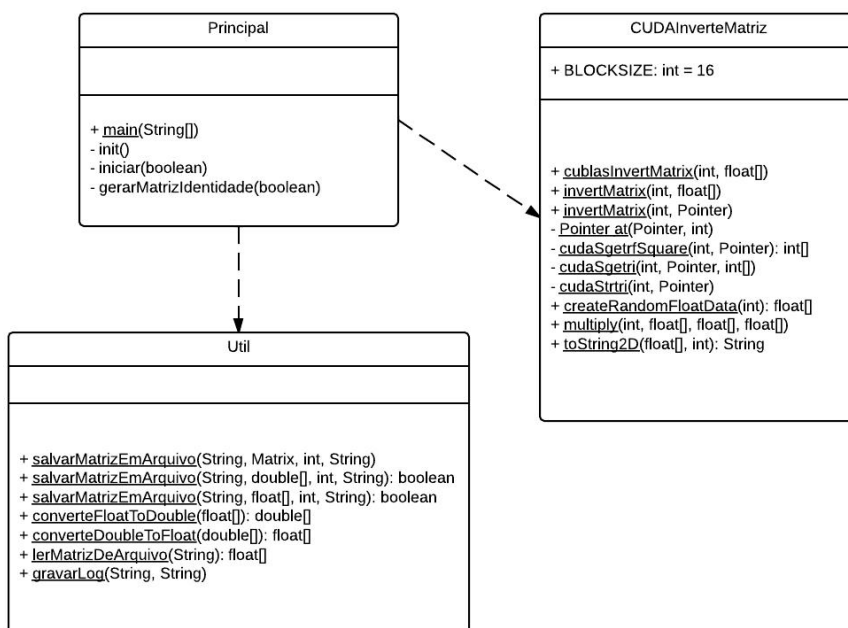 Principal
+ main(String[])
- init()
- iniciar(boolean)
- gerarMatrizIdentidade(boolean)
CUDAInverteMatriz
+ BLOCKSIZE: int = 16
+ cublasInvertMatrix(int, float[])
+ invertMatrix(int, float[])
+ invertMatrix(int, Pointer)
- Pointer at(Pointer, int)
- cudaSgetrfSquare(int, Pointer): int[]
- cudaSgetri(int, Pointer, int[])
- cudaStrtri(int, Pointer)
+ createRandomFloatData(int): float[]
+ multiply(int, float[], float[], float[])
+ toString2D(float[], int): String
Util
+ salvarMatrizEmArquivo(String, Matrix, int, String)
+ salvarMatrizEmArquivo(String, double[], int, String): boolean
+ salvarMatrizEmArquivo(String, float[], int, String): boolean
+ converteFloatToDouble(float[]): double[]
+ converteDoubleToFloat(double[]): float[]
+ lerMatrizDeArquivo(String): float[]
+ gravarLog(String, String)